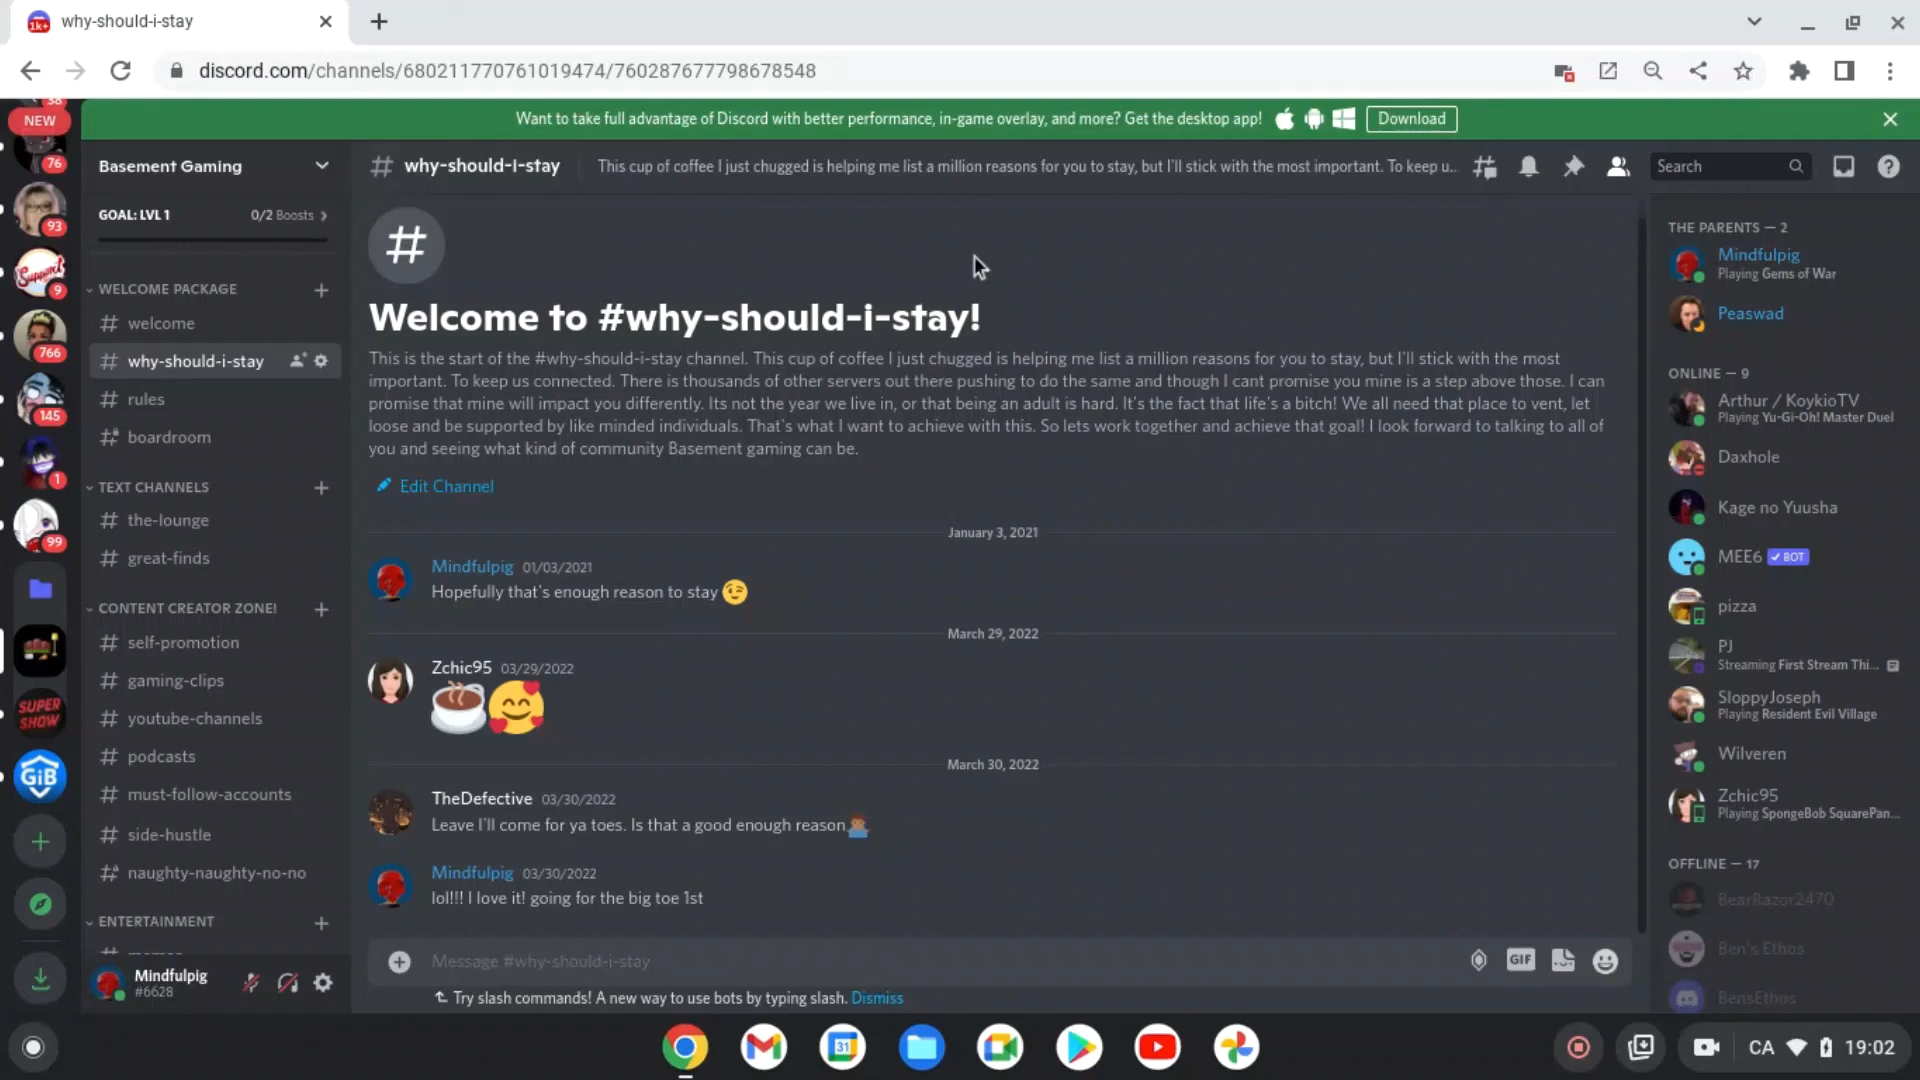 why-should-i-stay
discord.com/channels/680211770761019474/760287677798678548
Want to take full advantage of Discord with better performance, in-game overlay, and more? Get the desktop app!
Download
38
NEW
76
93
Support
9
766
145
1
99
SUPER
SHOW
GiB
Basement Gaming
GOAL: LVL 1 0/2 Boosts
WELCOME PACKAGE
welcome
why-should-i-stay
rules
boardroom
TEXT CHANNELS
the-lounge
great-finds
CONTENT CREATOR ZONE!
self-promotion
gaming-clips
youtube-channels
podcasts
must-follow-accounts
side-hustle
naughty-naughty-no-no
ENTERTAINMENT
Mindfulpig
#6628
why-should-i-stay
This cup of coffee I just chugged is helping me list a million reasons for you to stay, but I'll stick with the most important. To keep u...
Search
Welcome to #why-should-i-stay!
This is the start of the #why-should-i-stay channel. This cup of coffee I just chugged is helping me list a million reasons for you to stay, but I'll stick with the most
important. To keep us connected. There is thousands of other servers out there pushing to do the same and though I cant promise you mine is a step above those. I can
promise that mine will impact you differently. Its not the year we live in, or that being an adult is hard. It's the fact that life's a bitch! We all need that place to vent, let
loose and be supported by like minded individuals. That's what I want to achieve with this. So lets work together and achieve that goal! I look forward to talking to all of
you and seeing what kind of community Basement gaming can be.
Edit Channel
January 3, 2021
Mindfulpig 01/03/2021
Hopefully that's enough reason to stay 😉
March 29, 2022
Zchic95 03/29/2022
☕🥰
March 30, 2022
TheDefective 03/30/2022
Leave I'll come for ya toes. Is that a good enough reason
Mindfulpig 03/30/2022
lol!!! I love it! going for the big toe 1st
Message #why-should-i-stay
GIF
Try slash commands! A new way to use bots by typing slash. Dismiss
THE PARENTS — 2
Mindfulpig
Playing Gems of War
Peaswad
ONLINE — 9
Arthur / KoykioTV
Playing Yu-Gi-Oh! Master Duel
Daxhole
Kage no Yuusha
MEE6 ✓ BOT
pizza
PJ
Streaming First Stream Thi...
SloppyJoseph
Playing Resident Evil Village
Wilveren
Zchic95
Playing SpongeBob SquarePan...
OFFLINE — 17
BearRazor2470
Ben's Ethos
BensEthos
31
CA 19:02